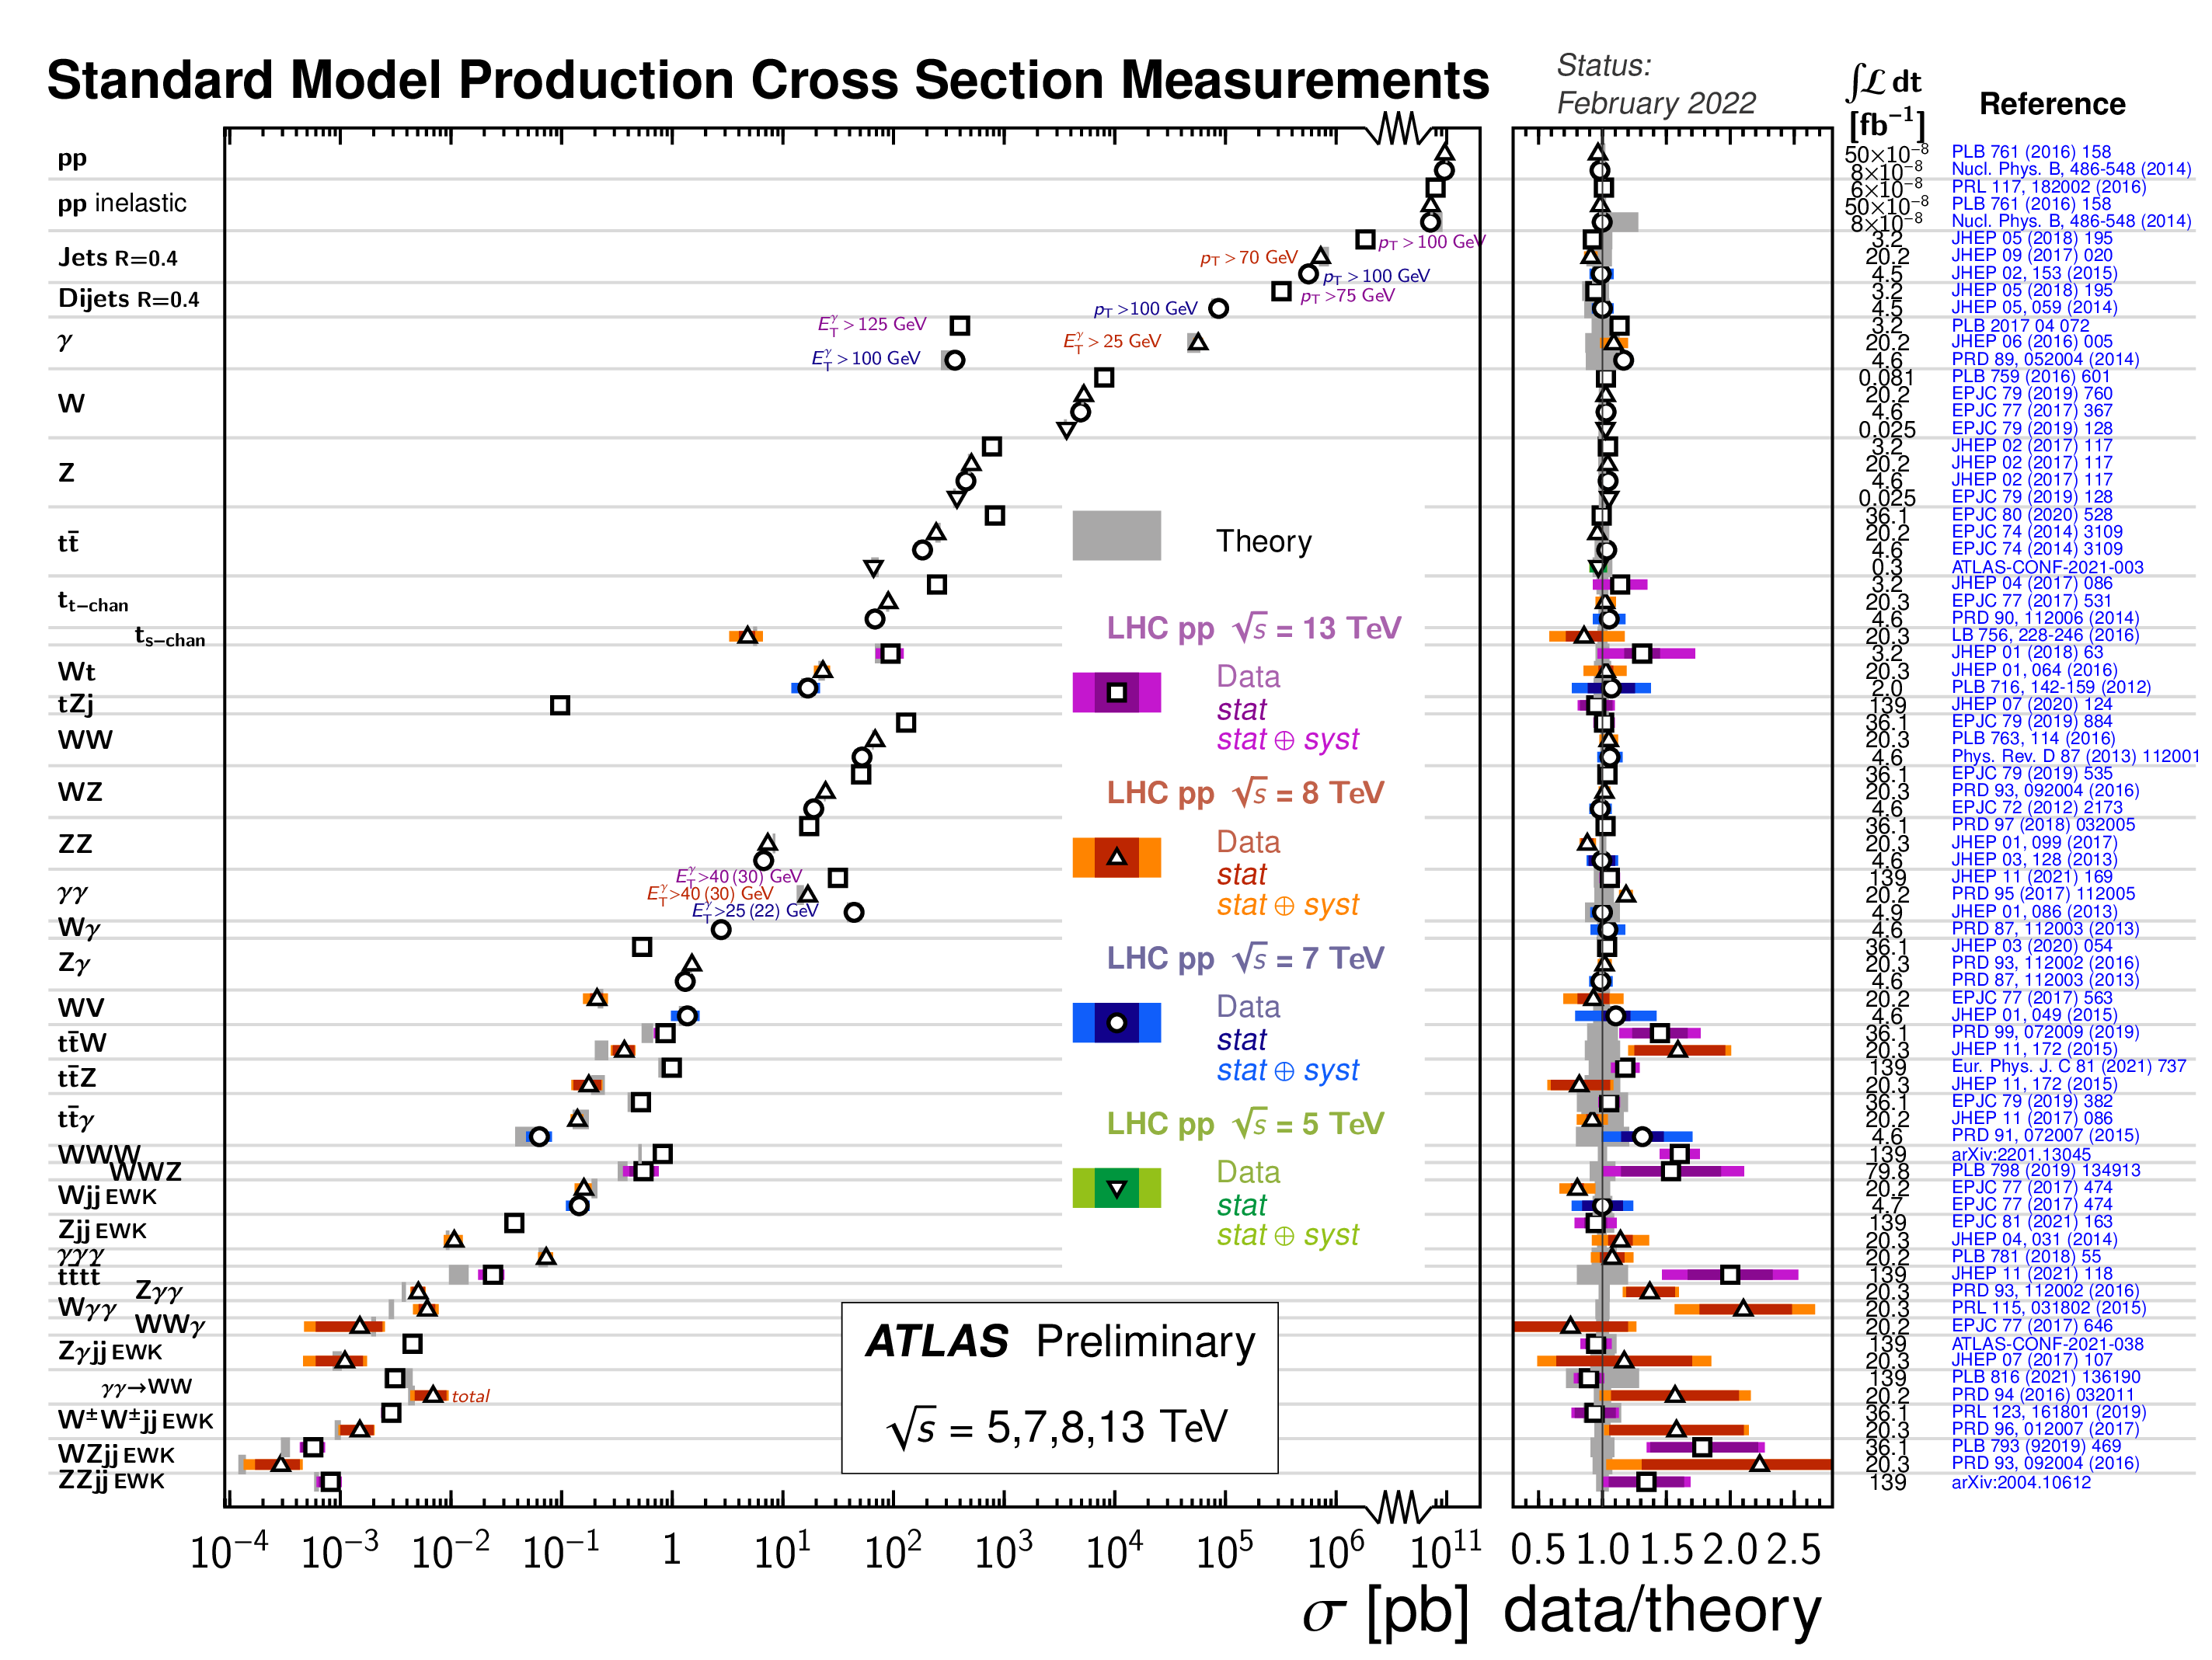 Standard Model Production Cross Section Measurements
Status:
February 2022
∫ℒ dt
[fb⁻¹]
Reference
pp
50×10⁻⁸ PLB 761 (2016) 158
8×10⁻⁸ Nucl. Phys. B, 486-548 (2014)
pp inelastic
6×10⁻⁸ PRL 117, 182002 (2016)
50×10⁻⁸ PLB 761 (2016) 158
8×10⁻⁸ Nucl. Phys. B, 486-548 (2014)
Jets R=0.4
pT > 100 GeV 3.2 JHEP 05 (2018) 195
pT > 70 GeV 20.2 JHEP 09 (2017) 020
pT > 100 GeV 4.5 JHEP 02, 153 (2015)
Dijets R=0.4
pT >75 GeV 3.2 JHEP 05 (2018) 195
pT >100 GeV 4.5 JHEP 05, 059 (2014)
γ
ETγ > 125 GeV 3.2 PLB 2017 04 072
ETγ > 25 GeV 20.2 JHEP 06 (2016) 005
ETγ > 100 GeV 4.6 PRD 89, 052004 (2014)
W
0.081 PLB 759 (2016) 601
20.2 EPJC 79 (2019) 760
4.6 EPJC 77 (2017) 367
0.025 EPJC 79 (2019) 128
Z
3.2 JHEP 02 (2017) 117
20.2 JHEP 02 (2017) 117
4.6 JHEP 02 (2017) 117
0.025 EPJC 79 (2019) 128
tt̄
36.1 EPJC 80 (2020) 528
20.2 EPJC 74 (2014) 3109
4.6 EPJC 74 (2014) 3109
0.3 ATLAS-CONF-2021-003
t t−chan
3.2 JHEP 04 (2017) 086
20.3 EPJC 77 (2017) 531
4.6 PRD 90, 112006 (2014)
t s−chan
20.3 LB 756, 228-246 (2016)
Wt
3.2 JHEP 01 (2018) 63
20.3 JHEP 01, 064 (2016)
2.0 PLB 716, 142-159 (2012)
tZj
139 JHEP 07 (2020) 124
WW
36.1 EPJC 79 (2019) 884
20.3 PLB 763, 114 (2016)
4.6 Phys. Rev. D 87 (2013) 112001
WZ
36.1 EPJC 79 (2019) 535
20.3 PRD 93, 092004 (2016)
4.6 EPJC 72 (2012) 2173
ZZ
36.1 PRD 97 (2018) 032005
20.3 JHEP 01, 099 (2017)
4.6 JHEP 03, 128 (2013)
γγ
ETγ>40 (30) GeV 139 JHEP 11 (2021) 169
ETγ>40 (30) GeV 20.2 PRD 95 (2017) 112005
ETγ>25 (22) GeV 4.9 JHEP 01, 086 (2013)
Wγ
4.6 PRD 87, 112003 (2013)
Zγ
36.1 JHEP 03 (2020) 054
20.3 PRD 93, 112002 (2016)
4.6 PRD 87, 112003 (2013)
WV
20.2 EPJC 77 (2017) 563
4.6 JHEP 01, 049 (2015)
tt̄W
36.1 PRD 99, 072009 (2019)
20.3 JHEP 11, 172 (2015)
tt̄Z
139 Eur. Phys. J. C 81 (2021) 737
20.3 JHEP 11, 172 (2015)
tt̄γ
36.1 EPJC 79 (2019) 382
20.2 JHEP 11 (2017) 086
4.6 PRD 91, 072007 (2015)
WWW
139 arXiv:2201.13045
WWZ
79.8 PLB 798 (2019) 134913
Wjj EWK
20.2 EPJC 77 (2017) 474
4.7 EPJC 77 (2017) 474
Zjj EWK
139 EPJC 81 (2021) 163
20.3 JHEP 04, 031 (2014)
γγγ
20.2 PLB 781 (2018) 55
tttt
139 JHEP 11 (2021) 118
Zγγ
20.3 PRD 93, 112002 (2016)
Wγγ
20.3 PRL 115, 031802 (2015)
WWγ
20.2 EPJC 77 (2017) 646
Zγjj EWK
139 ATLAS-CONF-2021-038
20.3 JHEP 07 (2017) 107
γγ→WW
139 PLB 816 (2021) 136190
total 20.2 PRD 94 (2016) 032011
W±W±jj EWK
36.1 PRL 123, 161801 (2019)
20.3 PRD 96, 012007 (2017)
WZjj EWK
36.1 PLB 793 (92019) 469
20.3 PRD 93, 092004 (2016)
ZZjj EWK
139 arXiv:2004.10612
Theory
LHC pp √s = 13 TeV
Data
stat
stat ⊕ syst
LHC pp √s = 8 TeV
Data
stat
stat ⊕ syst
LHC pp √s = 7 TeV
Data
stat
stat ⊕ syst
LHC pp √s = 5 TeV
Data
stat
stat ⊕ syst
ATLAS Preliminary
√s = 5,7,8,13 TeV
10⁻⁴ 10⁻³ 10⁻² 10⁻¹ 1 10¹ 10² 10³ 10⁴ 10⁵ 10⁶ 10¹¹
0.5 1.0 1.5 2.0 2.5
σ [pb]
data/theory